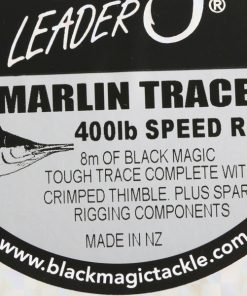 LEADER
®
MARLIN TRACE
400lb SPEED R
8m OF BLACK MAGIC
TOUGH TRACE COMPLETE WIT
CRIMPED THIMBLE. PLUS SPAR
RIGGING COMPONENTS
MADE IN NZ
www.blackmagictackle.com